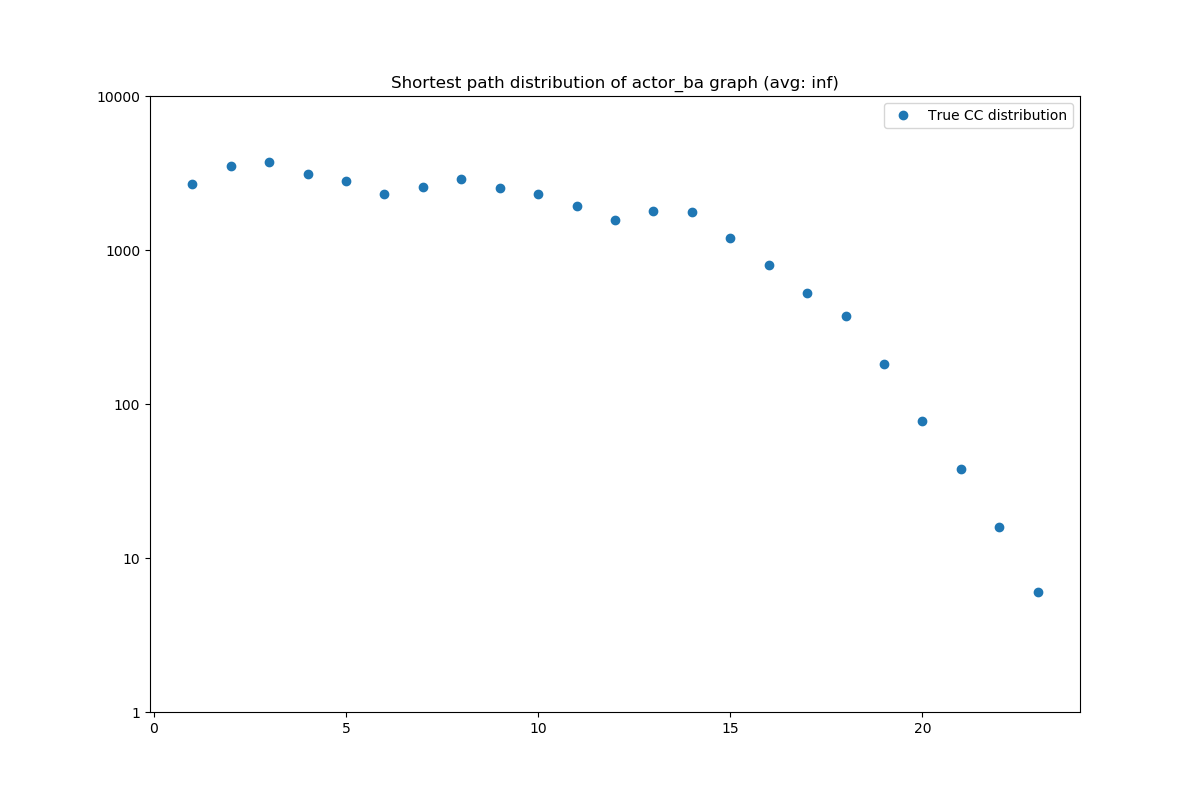 Shortest path distribution of actor_ba graph (avg: inf)
True CC distribution
10000
1000
100
10
1
0 5 10 15 20